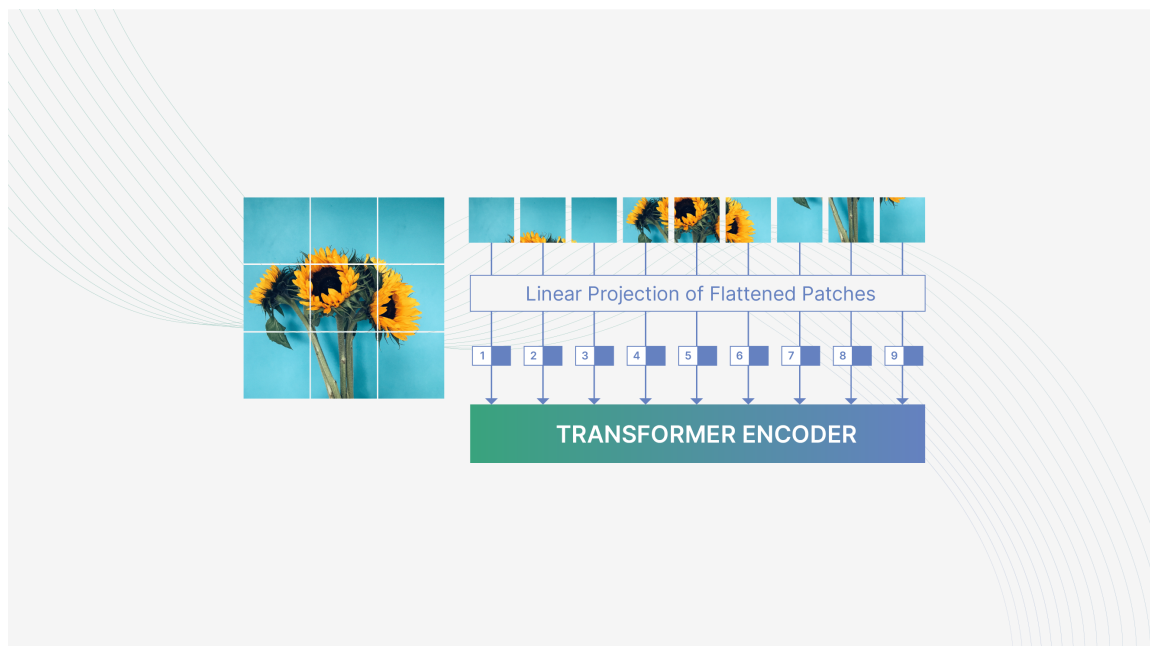 Linear Projection of Flattened Patches
1 2 3 4 5 6 7 8 9
TRANSFORMER ENCODER